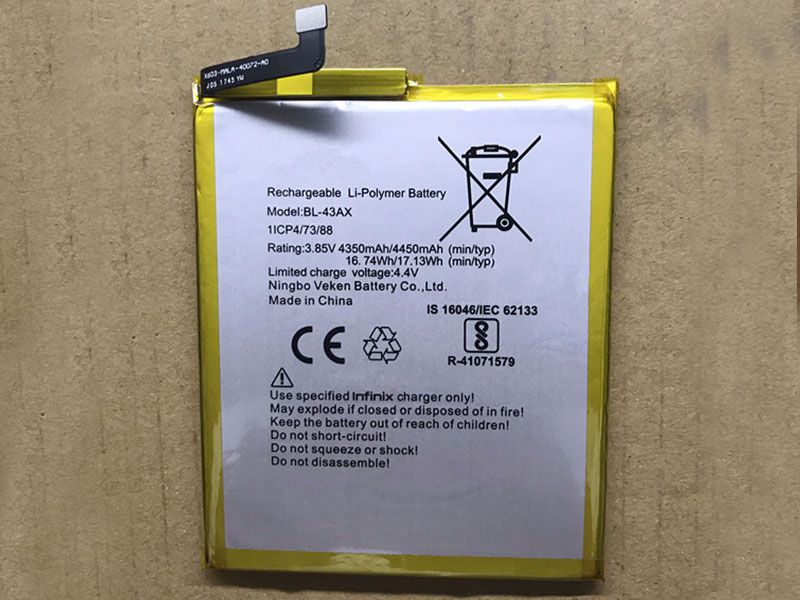 X603-MALA-40072-A0
JDS 1743 YW
Rechargeable Li-Polymer Battery
Model:BL-43AX
1ICP4/73/88
Rating:3.85V 4350mAh/4450mAh (min/typ)
16.74Wh/17.13Wh (min/typ)
Limited charge voltage:4.4V
Ningbo Veken Battery Co.,Ltd.
Made in China
IS 16046/IEC 62133
CE
R-41071579
Use specified Infinix charger only!
May explode if closed or disposed of in fire!
Keep the battery out of reach of children!
Do not short-circuit!
Do not squeeze or shock!
Do not disassemble!